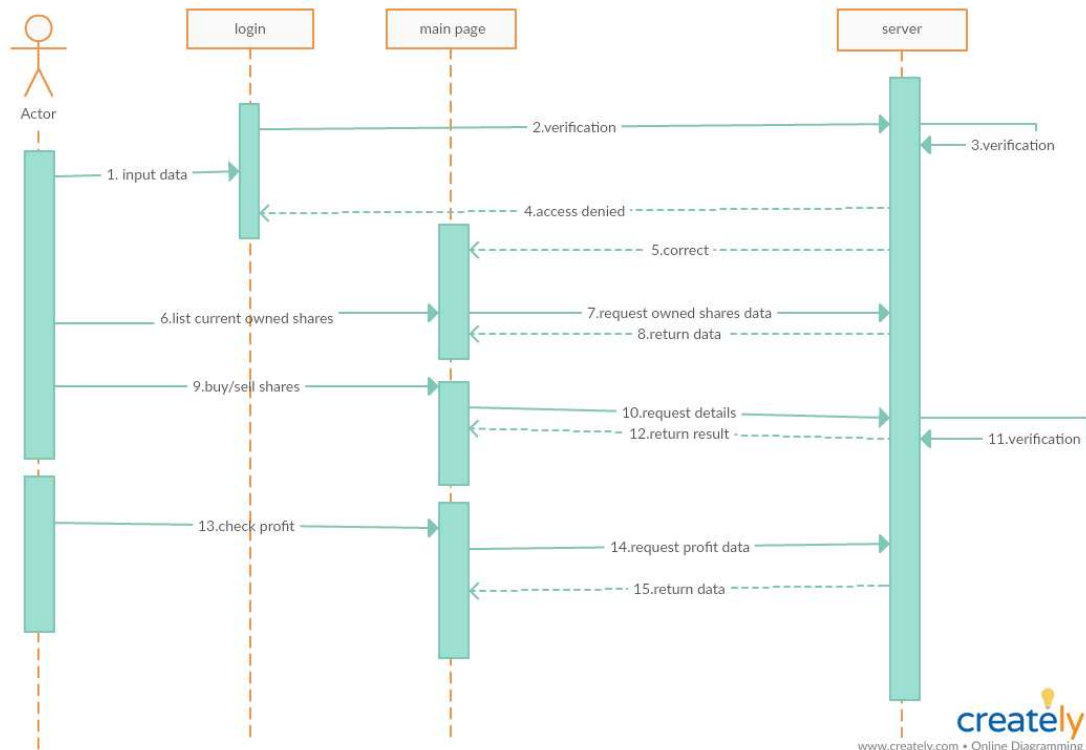 login
main page
server
Actor
2.verification
3.verification
1. input data
4.access denied
5.correct
6.list current owned shares
7.request owned shares data
8.return data
9.buy/sell shares
10.request details
12.return result
11.verification
13.check profit
14.request profit data
15.return data
creately
www.creately.com • Online Diagramming